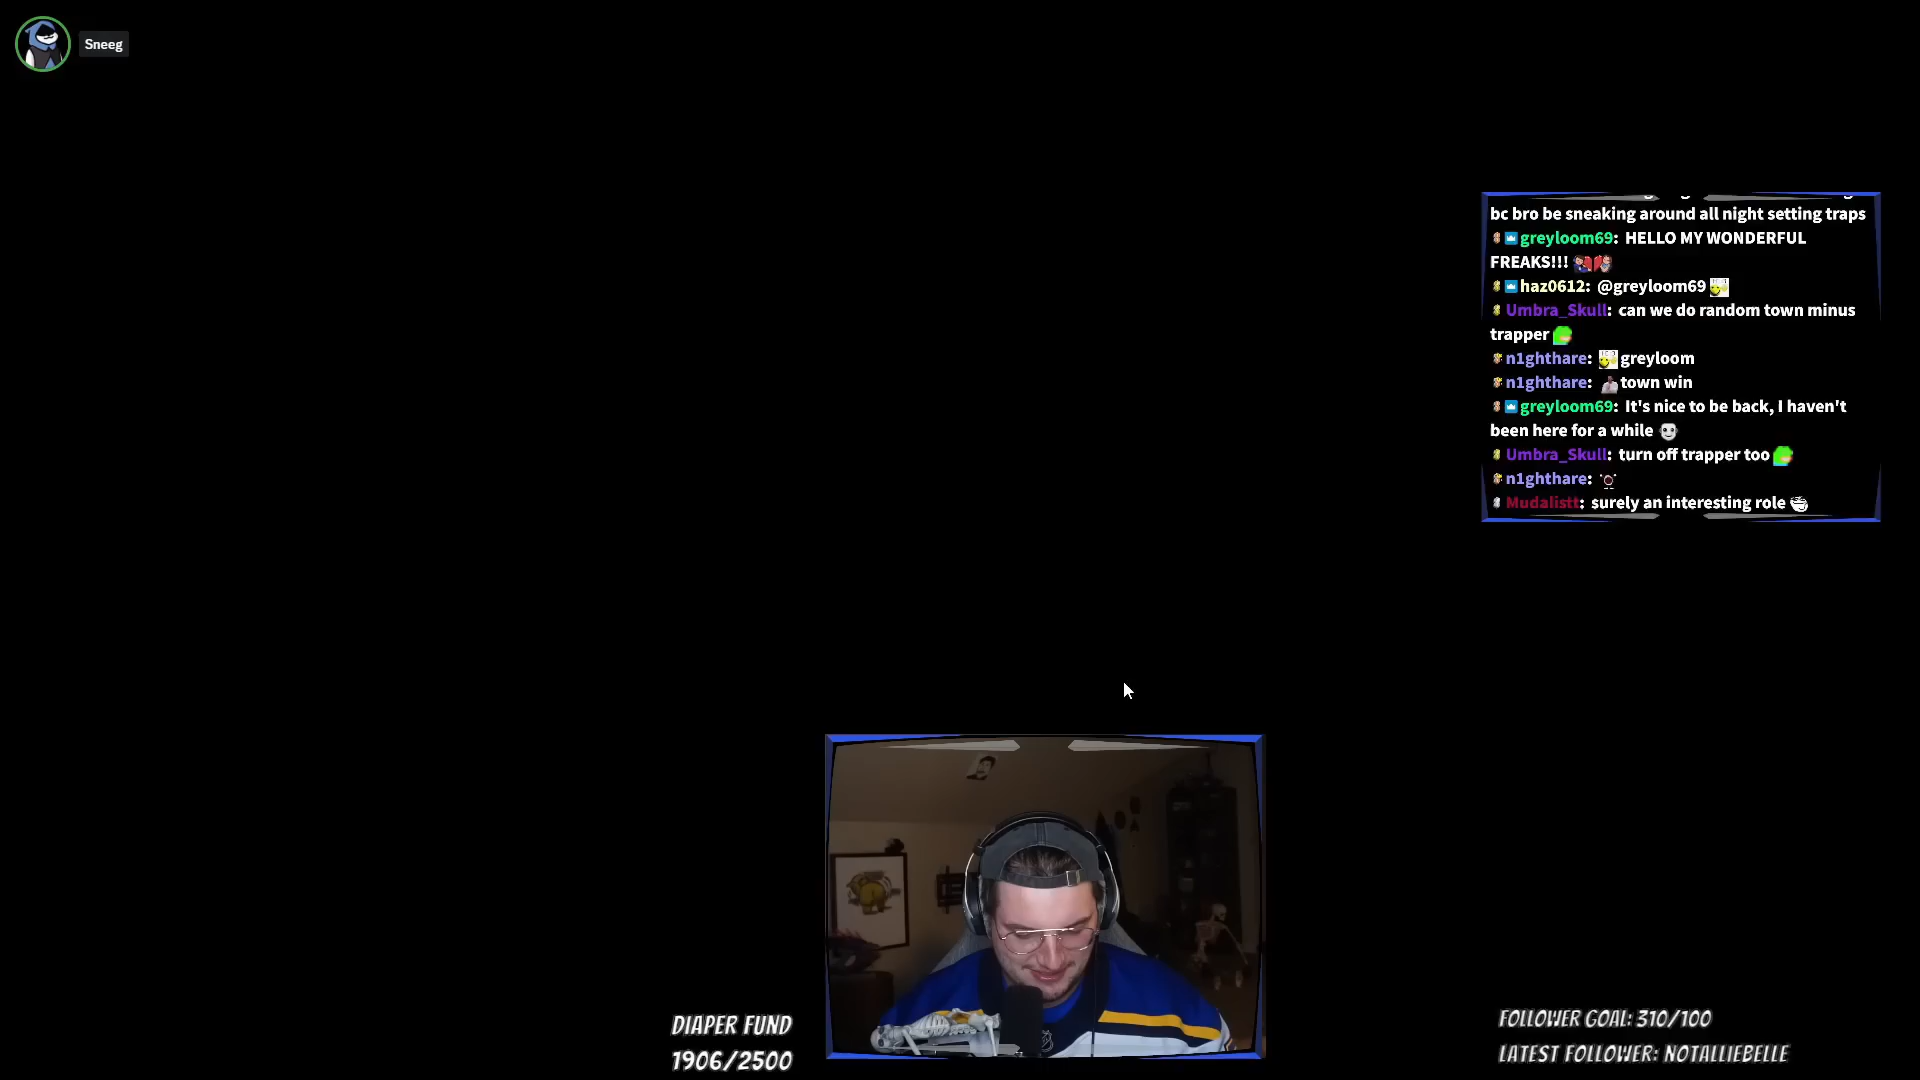 Sneeg
bc bro be sneaking around all night setting traps
greyloom69: HELLO MY WONDERFUL
FREAKS!!!
haz0612: @greyloom69
Umbra_Skull: can we do random town minus
trapper
n1ghthare: greyloom
n1ghthare: town win
greyloom69: It's nice to be back, I haven't
been here for a while
Umbra_Skull: turn off trapper too
n1ghthare:
Mudalistt: surely an interesting role
DIAPER FUND
1906/2500
FOLLOWER GOAL: 310/100
LATEST FOLLOWER: NOTALLIEBELLE